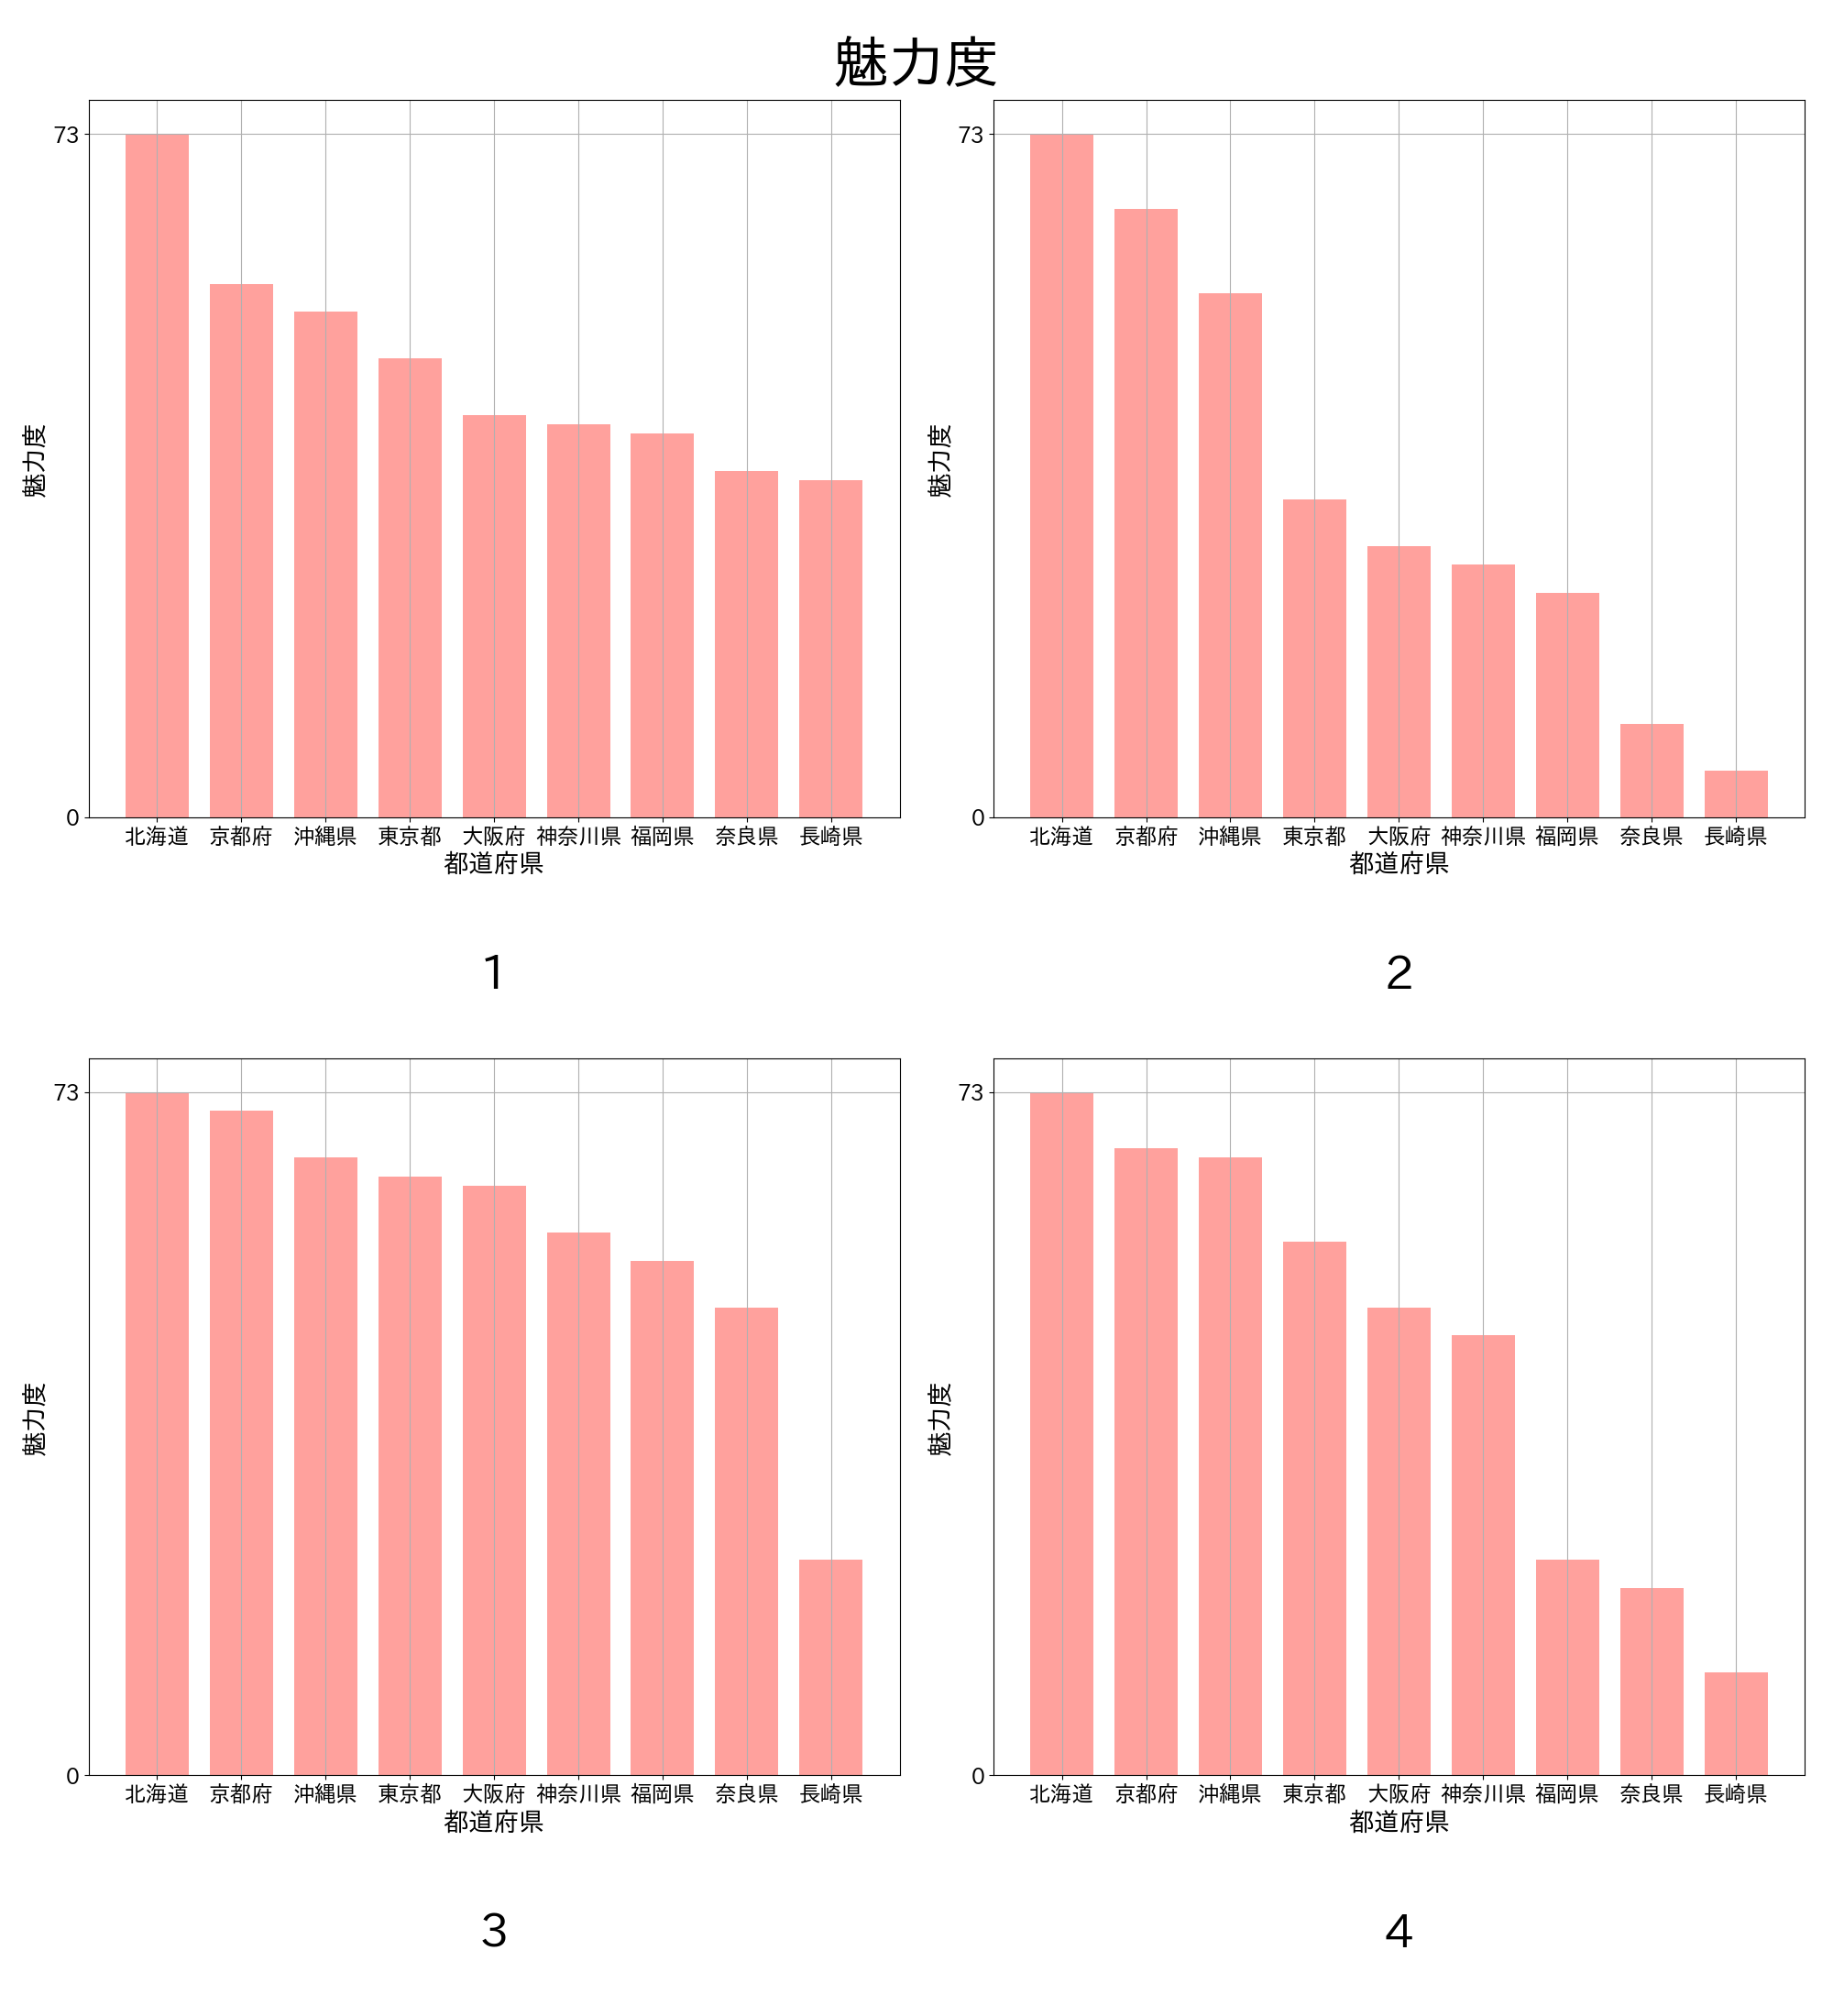 魅力度
73
魅力度
0
北海道 京都府 沖縄県 東京都 大阪府 神奈川県 福岡県 奈良県 長崎県
都道府県
1
73
魅力度
0
北海道 京都府 沖縄県 東京都 大阪府 神奈川県 福岡県 奈良県 長崎県
都道府県
2
73
魅力度
0
北海道 京都府 沖縄県 東京都 大阪府 神奈川県 福岡県 奈良県 長崎県
都道府県
3
73
魅力度
0
北海道 京都府 沖縄県 東京都 大阪府 神奈川県 福岡県 奈良県 長崎県
都道府県
4